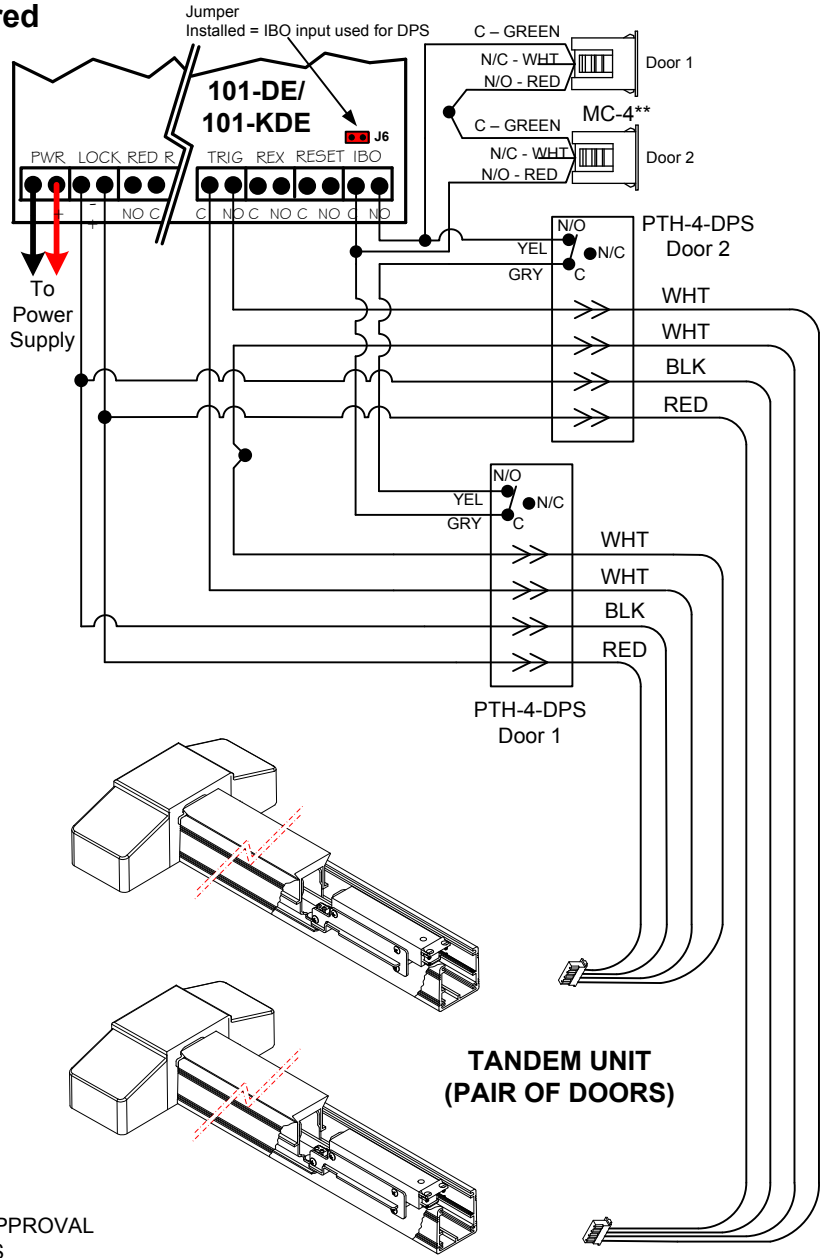 red
Jumper
Installed = IBO input used for DPS
101-DE/
101-KDE
J6
PWR LOCK RED R TRIG REX RESET IBO
+ - + NO C C NO C NO C NO C NO
To
Power
Supply
C – GREEN
N/C - WHT
N/O - RED
Door 1
MC-4**
C – GREEN
N/C - WHT
N/O - RED
Door 2
PTH-4-DPS
Door 2
N/O
YEL
N/C
GRY
C
WHT
WHT
BLK
RED
N/O
YEL
N/C
GRY
C
WHT
WHT
BLK
RED
PTH-4-DPS
Door 1
TANDEM UNIT
(PAIR OF DOORS)
PPROVAL
S